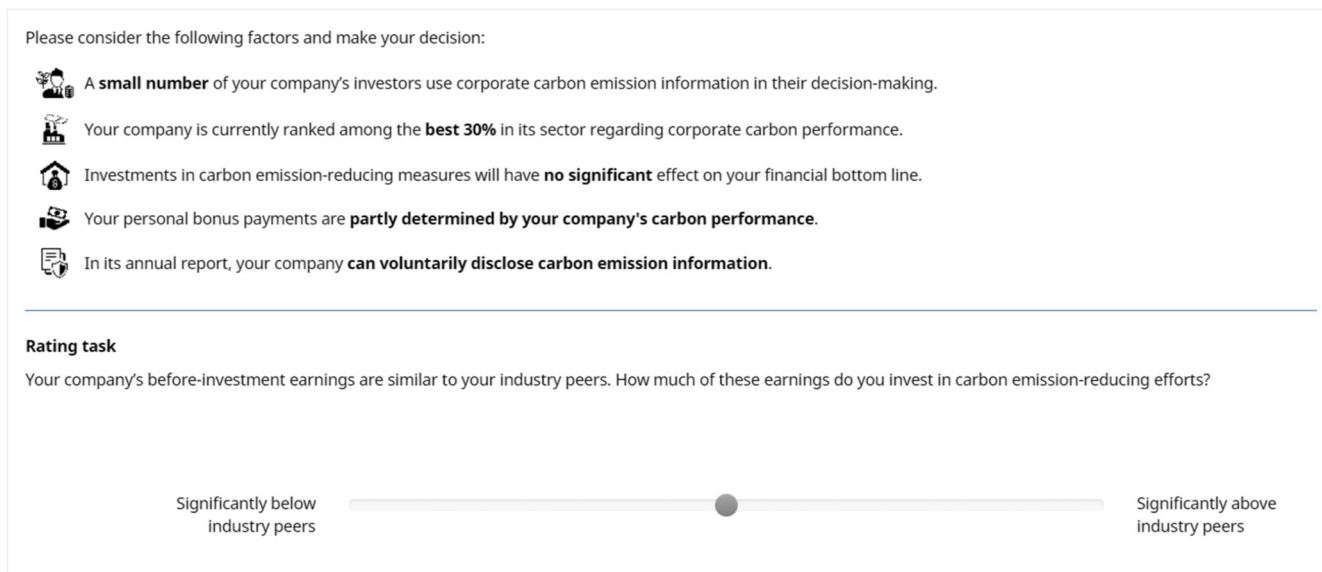 Please consider the following factors and make your decision:
A small number of your company's investors use corporate carbon emission information in their decision-making.
Your company is currently ranked among the best 30% in its sector regarding corporate carbon performance.
Investments in carbon emission-reducing measures will have no significant effect on your financial bottom line.
Your personal bonus payments are partly determined by your company's carbon performance.
In its annual report, your company can voluntarily disclose carbon emission information.
Rating task
Your company's before-investment earnings are similar to your industry peers. How much of these earnings do you invest in carbon emission-reducing efforts?
Significantly below
industry peers
Significantly above
industry peers